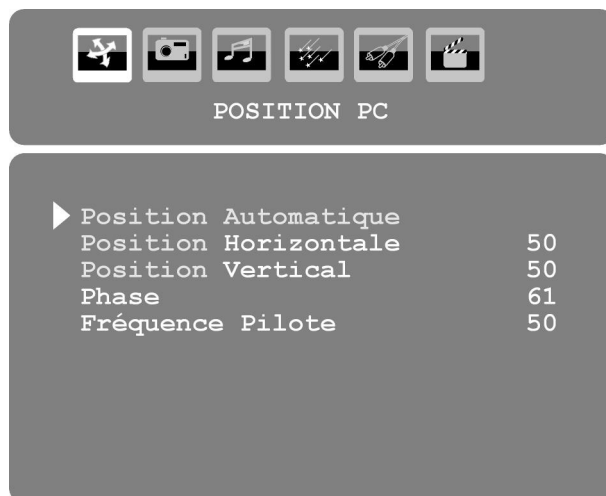 POSITION PC
Position Automatique
Position Horizontale 50
Position Vertical 50
Phase 61
Fréquence Pilote 50